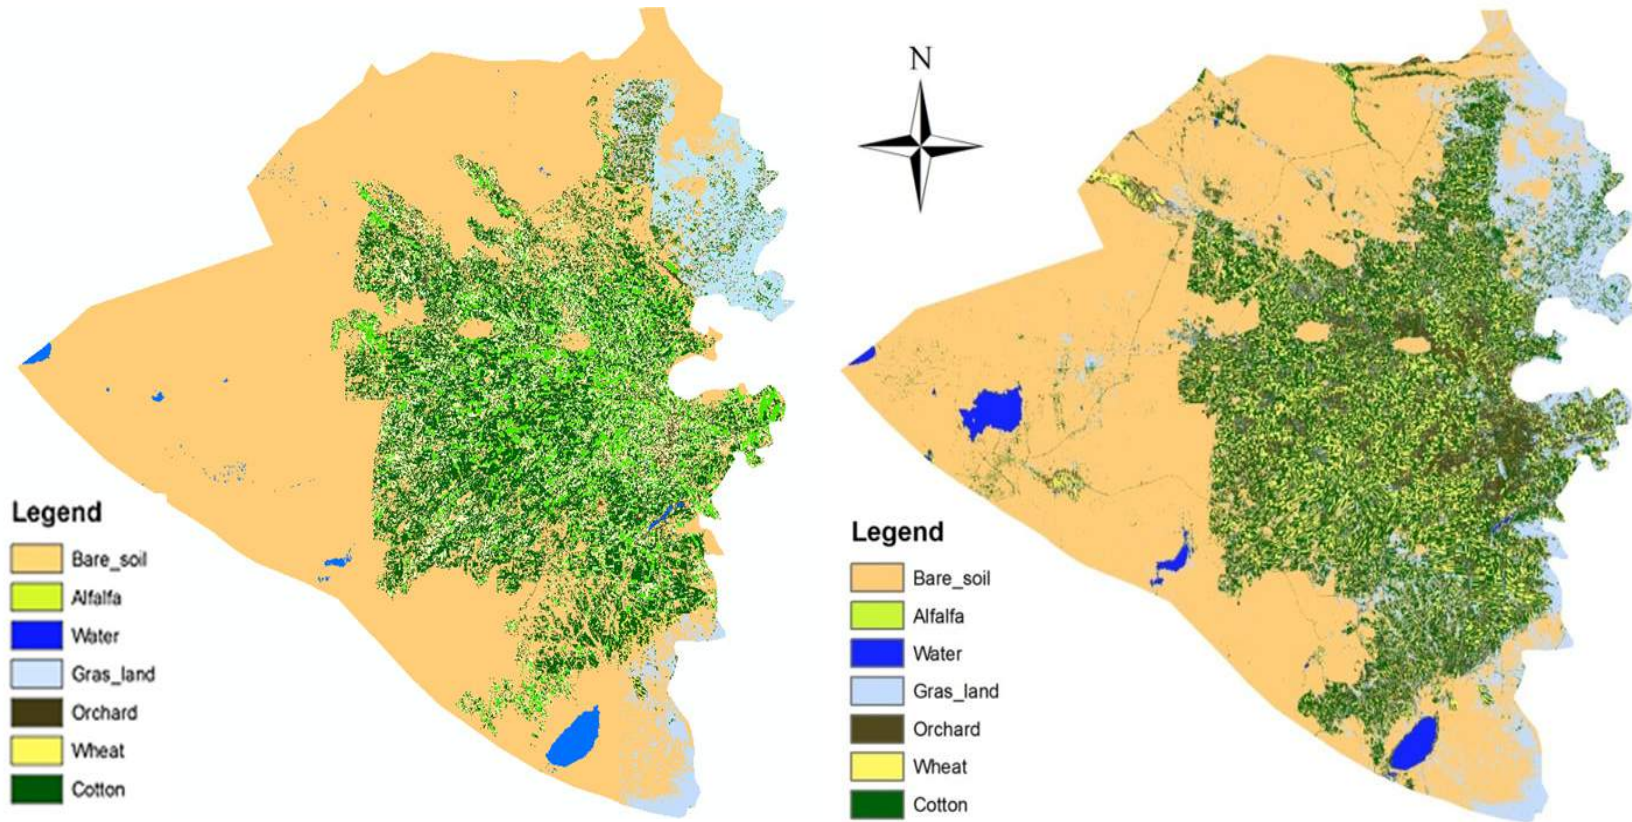 N
Legend
Bare_soil
Alfalfa
Water
Gras_land
Orchard
Wheat
Cotton
Legend
Bare_soil
Alfalfa
Water
Gras_land
Orchard
Wheat
Cotton